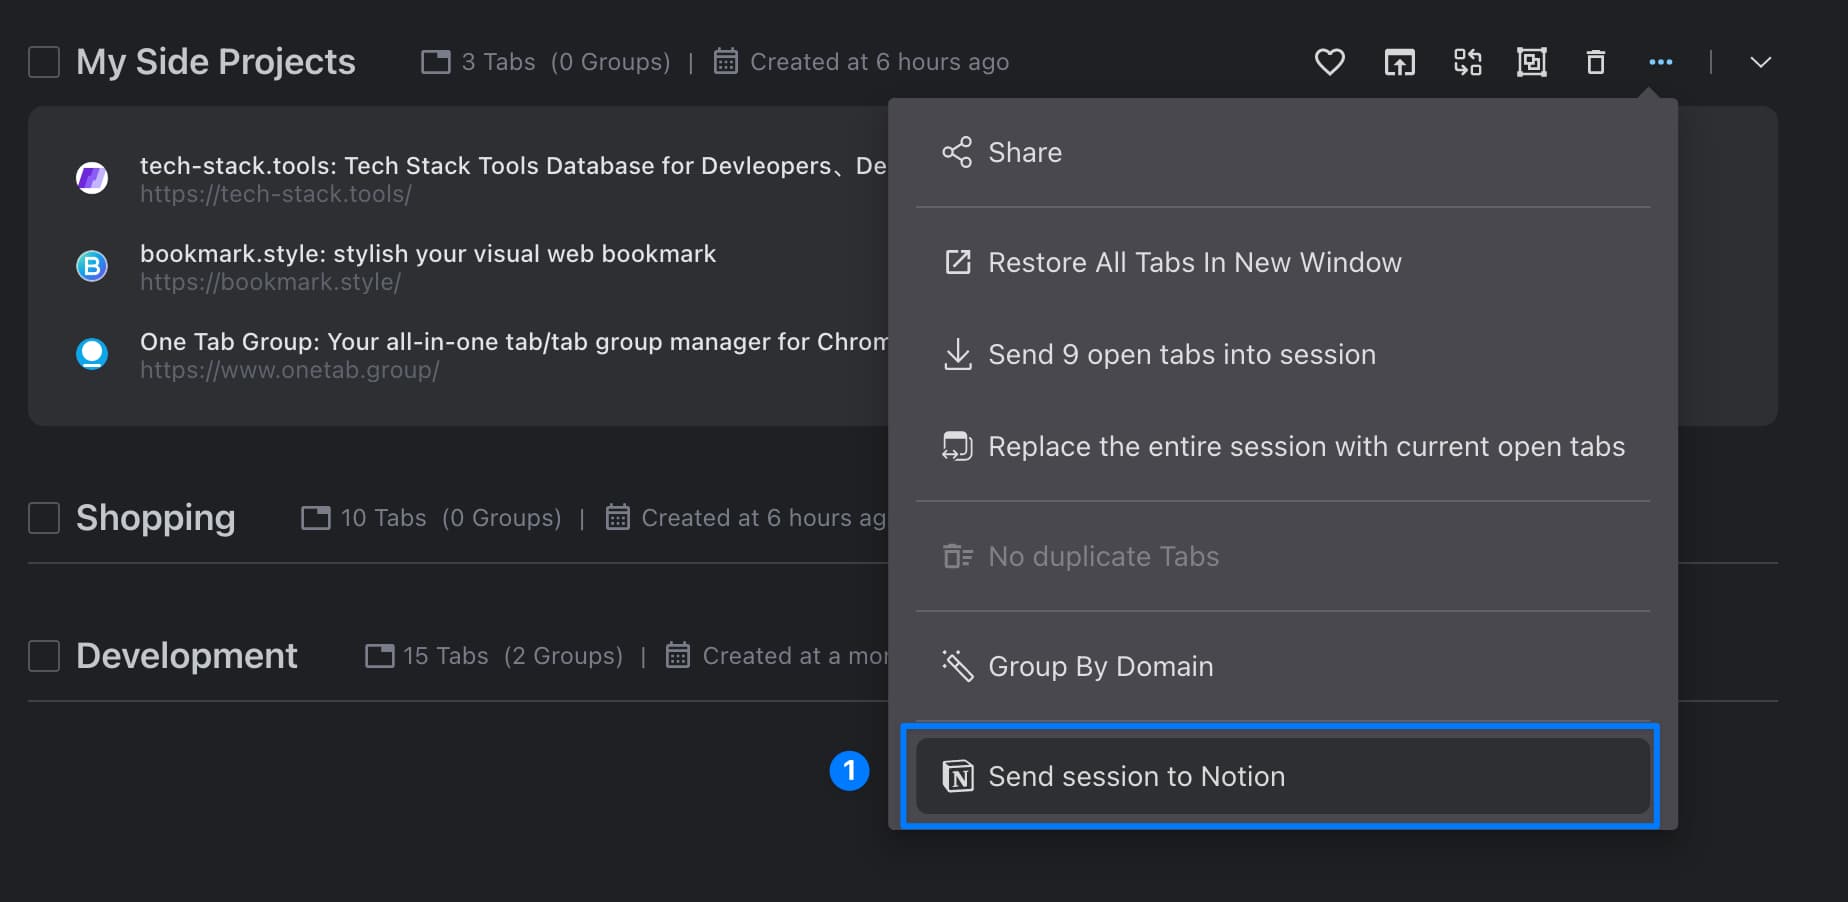 My Side Projects 3 Tabs (0 Groups) | Created at 6 hours ago
tech-stack.tools: Tech Stack Tools Database for Devleopers、De
https://tech-stack.tools/
B
bookmark.style: stylish your visual web bookmark
https://bookmark.style/
One Tab Group: Your all-in-one tab/tab group manager for Chrom
https://www.onetab.group/
Shopping 10 Tabs (0 Groups) | Created at 6 hours ag
Development 15 Tabs (2 Groups) | Created at a mor
Share
Restore All Tabs In New Window
Send 9 open tabs into session
Replace the entire session with current open tabs
No duplicate Tabs
Group By Domain
1
N Send session to Notion